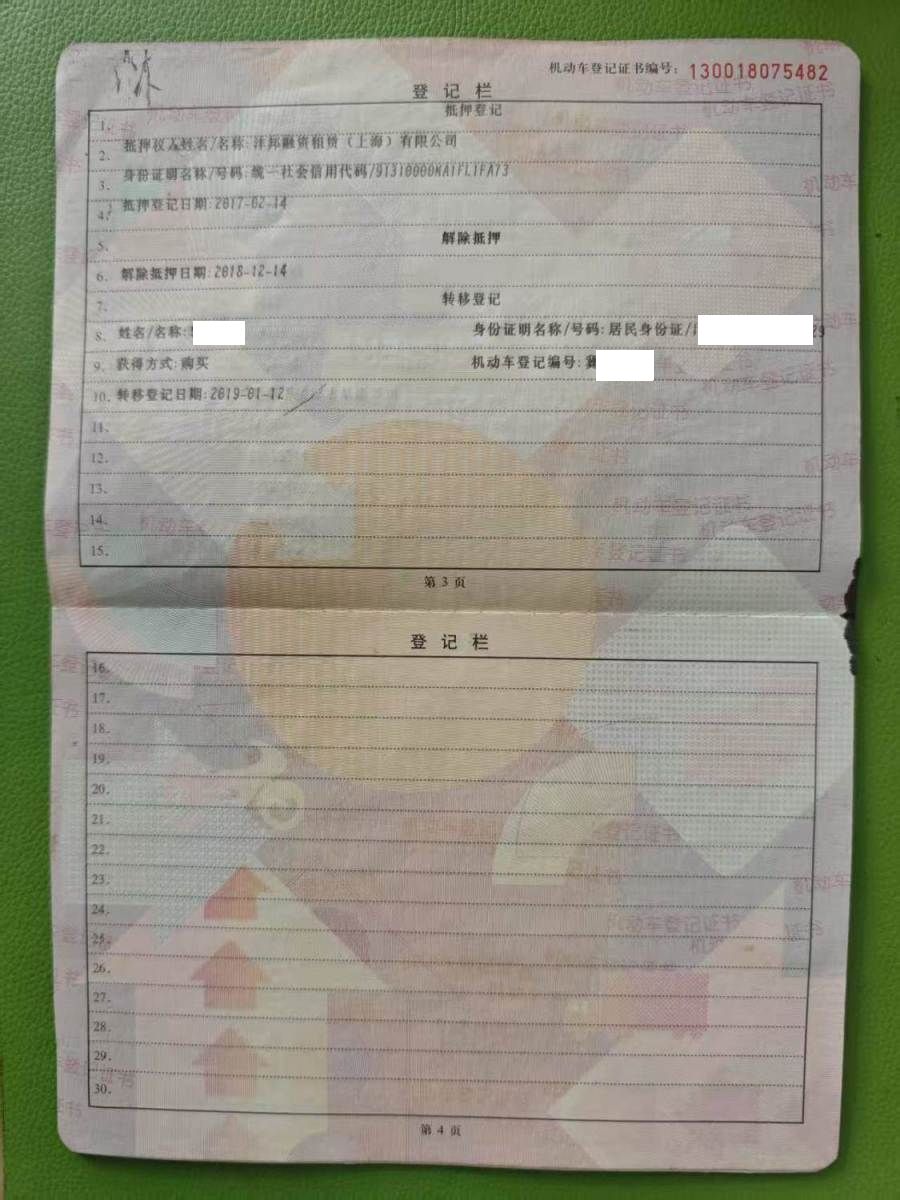 机动车登记证书编号：130018075482
登记栏
抵押登记
1.
2. 抵押权人姓名/名称:沣邦融资租赁（上海）有限公司
3. 身份证明名称/号码:统一社会信用代码/91310000MA1FL1FA73
4. 抵押登记日期:2017-02-14
5. 解除抵押
6. 解除抵押日期:2018-12-14
7. 转移登记
8. 姓名/名称: 身份证明名称/号码:居民身份证/
9. 获得方式:购买 机动车登记编号:冀
10. 转移登记日期:2019-01-12
11.
12.
13.
14.
15.
第 3 页
登记栏
16.
17.
18.
19.
20.
21.
22.
23.
24.
25.
26.
27.
28.
29.
30.
第 4 页